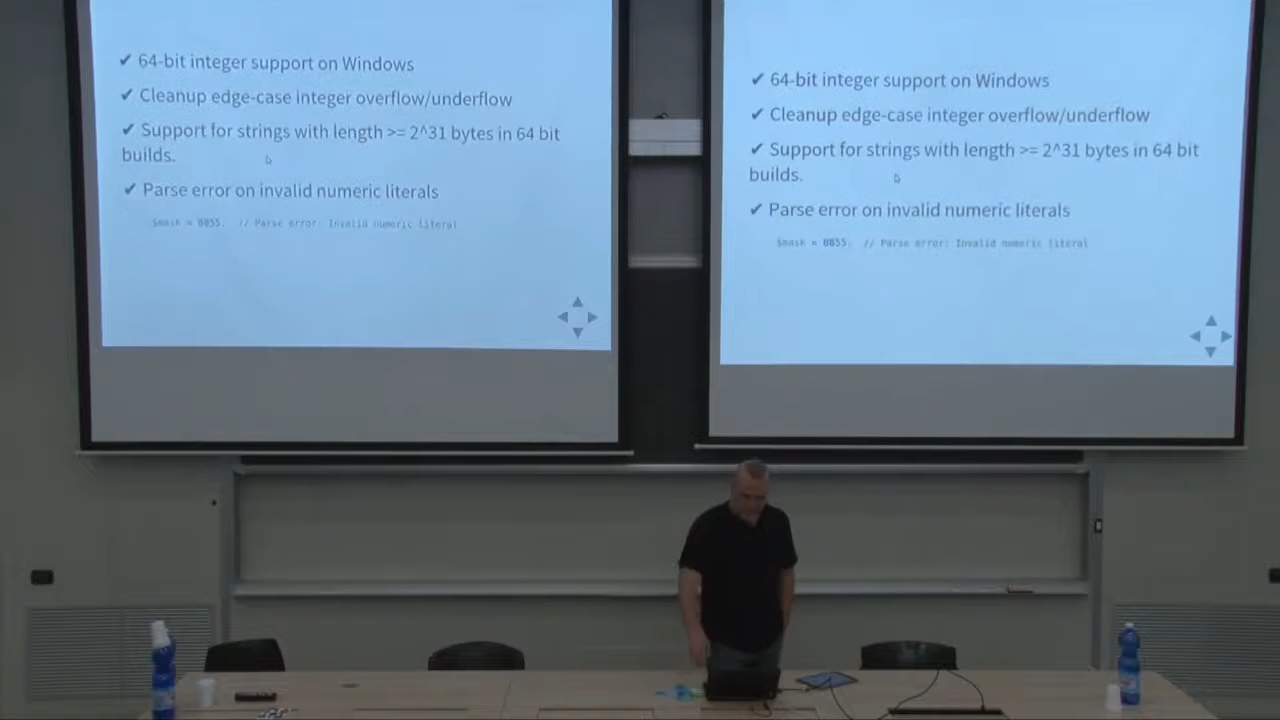 ✔ 64-bit integer support on Windows
✔ Cleanup edge-case integer overflow/underflow
✔ Support for strings with length >= 2^31 bytes in 64 bit
builds.
✔ Parse error on invalid numeric literals
$mask = 0855; // Parse error: Invalid numeric literal
✔ 64-bit integer support on Windows
✔ Cleanup edge-case integer overflow/underflow
✔ Support for strings with length >= 2^31 bytes in 64 bit
builds.
✔ Parse error on invalid numeric literals
$mask = 0855; // Parse error: Invalid numeric literal